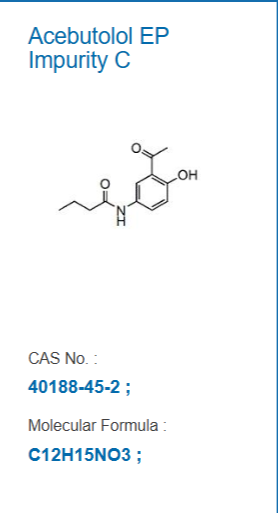 Acebutolol EP
Impurity C
O
OH
O
N
H
CAS No. :
40188-45-2 ;
Molecular Formula :
C12H15NO3 ;